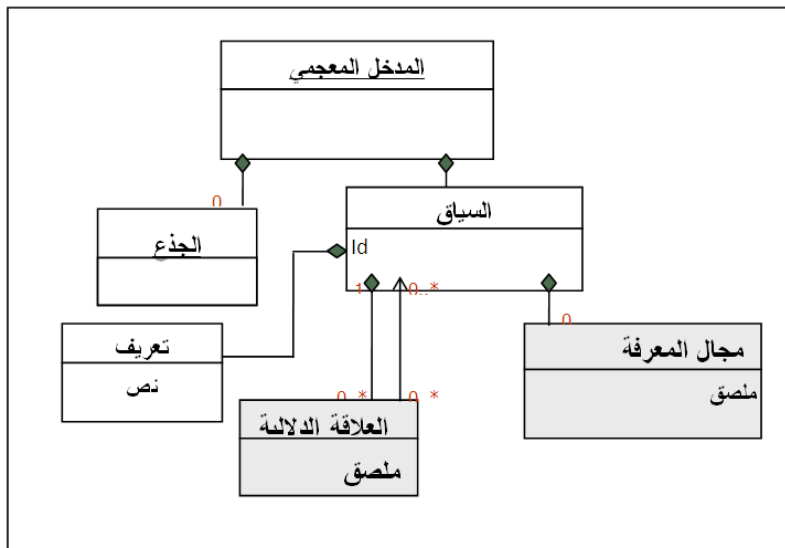 المدخل المعجمي
0
السياق
Id
الجذع
1
0..*
تعريف
نص
0
مجال المعرفة
ملصق
0..*
0..*
العلاقة الدلالية
ملصق